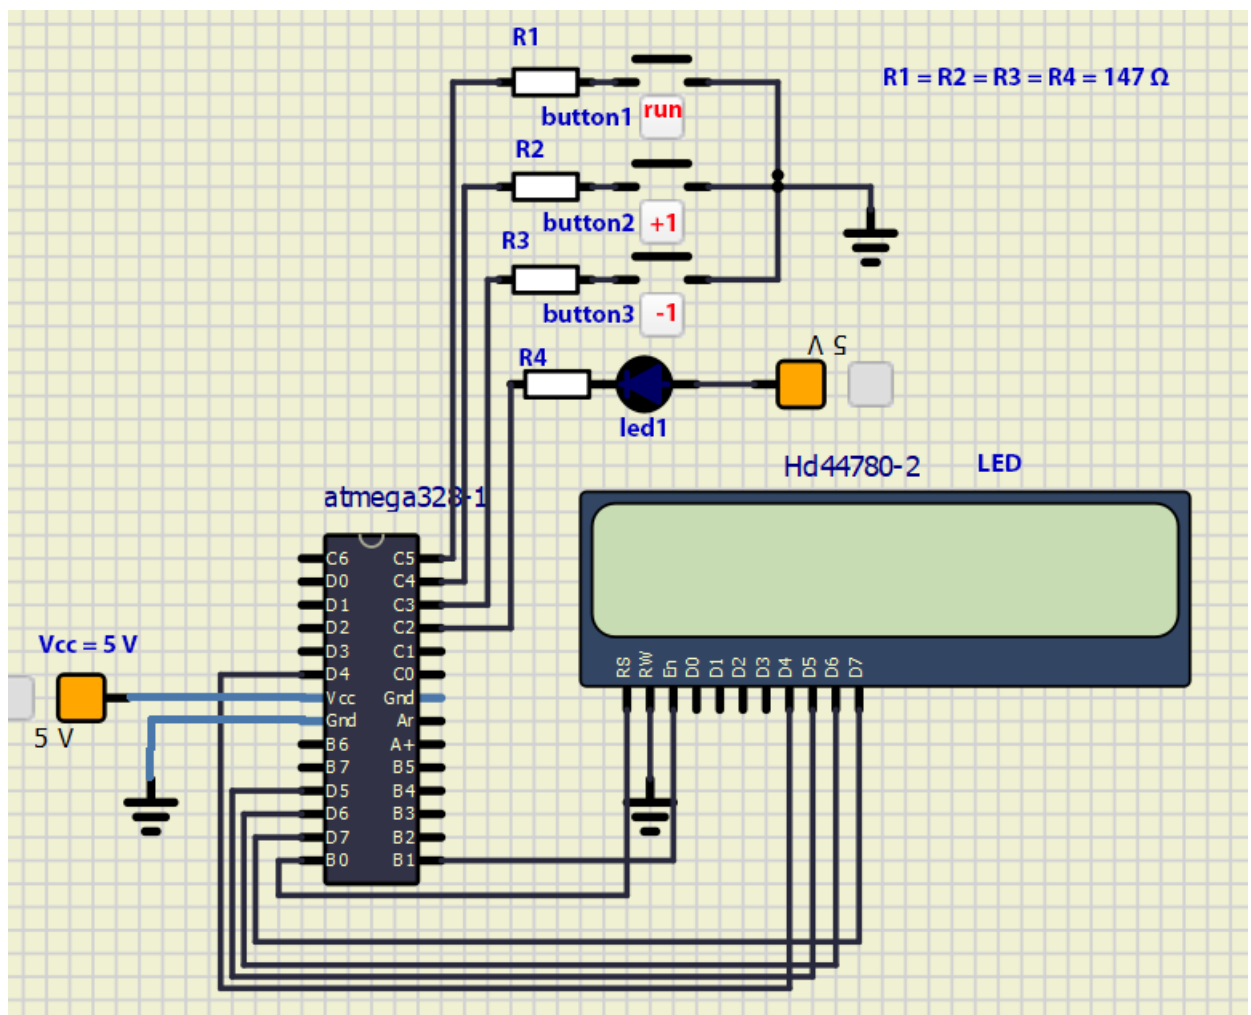 R1
R1 = R2 = R3 = R4 = 147 Ω
button1 run
R2
button2 +1
R3
button3 -1
5 V
R4
led1
Hd44780-2 LED
atmega328-1
C6 C5
D0 C4
D1 C3
D2 C2
D3 C1
D4 C0
Vcc Gnd
Gnd Ar
B6 A+
B7 B5
D5 B4
D6 B3
D7 B2
B0 B1
Vcc = 5 V
5 V
RS RW En D0 D1 D2 D3 D4 D5 D6 D7